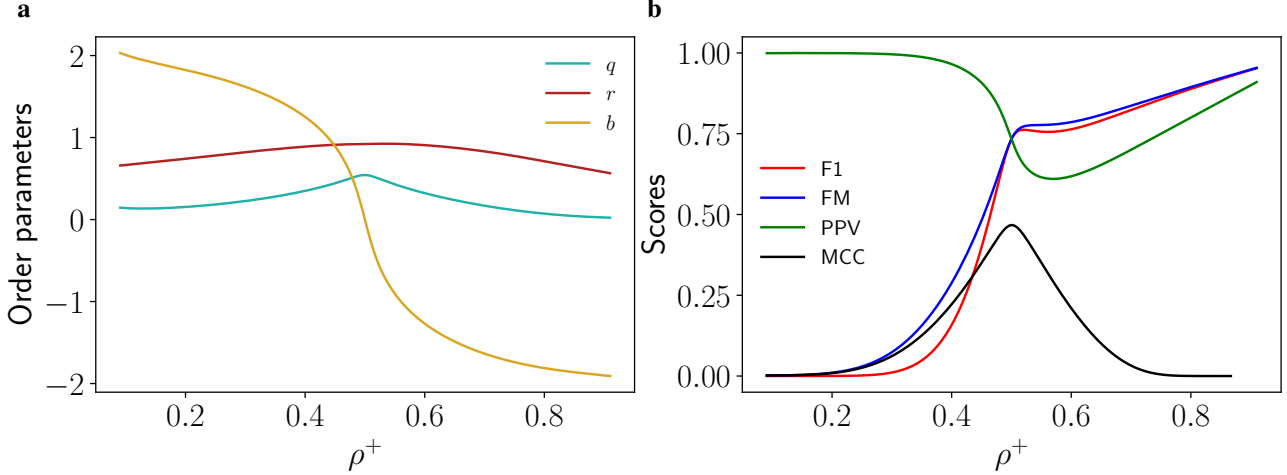 a
Order parameters
2
1
0
−1
−2
0.2 0.4 0.6 0.8
ρ⁺
q
r
b
b
Scores
1.00
0.75
0.50
0.25
0.00
0.2 0.4 0.6 0.8
ρ⁺
F1
FM
PPV
MCC